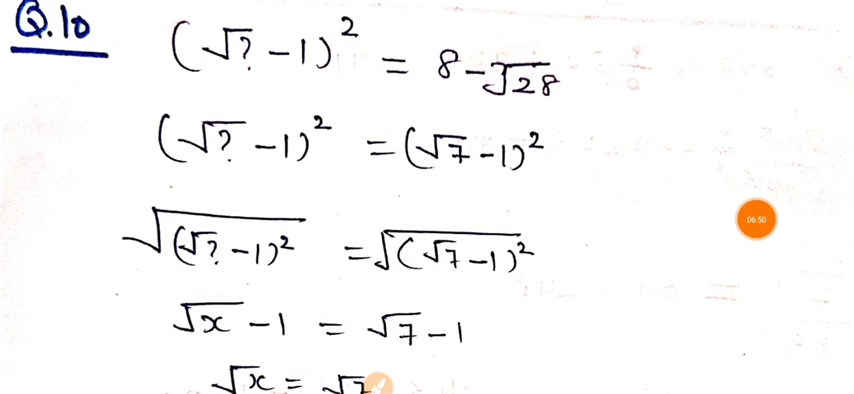 Q.10
(√? - 1)² = 8 - √28
(√? - 1)² = (√7 - 1)²
√(√? - 1)² = √(√7 - 1)²
√x - 1 = √7 - 1
√x = √7
06:50